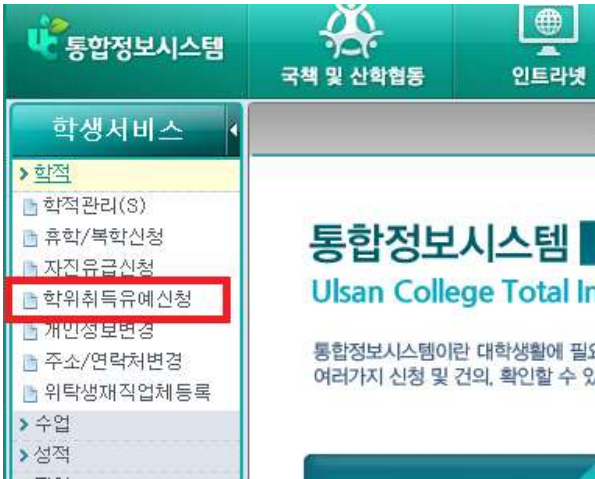 UC 통합정보시스템
국책 및 산학협동
인트라넷
학생서비스
학적
학적관리(S)
휴학/복학신청
자진유급신청
학위취득유예신청
개인정보변경
주소/연락처변경
위탁생재직업체등록
수업
성적
통합정보시스템
Ulsan College Total In
통합정보시스템이란 대학생활에 필요
여러가지 신청 및 건의, 확인할 수 있